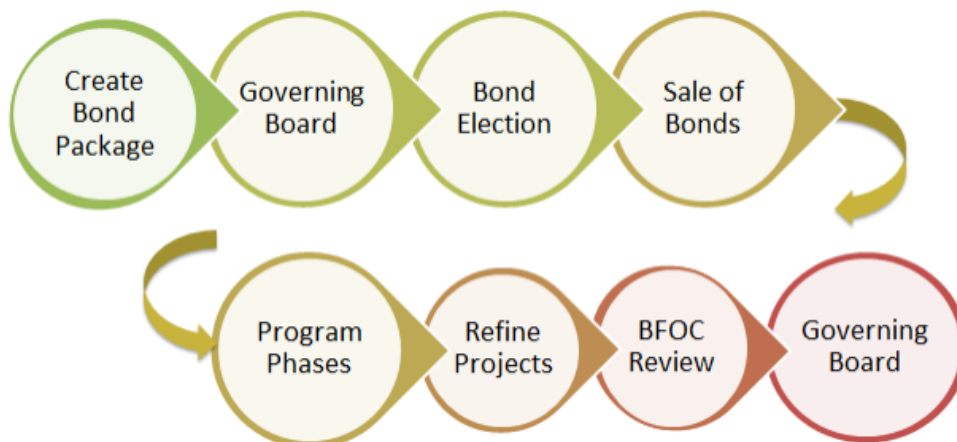 Create
Bond
Package
Governing
Board
Bond
Election
Sale of
Bonds
Program
Phases
Refine
Projects
BFOC
Review
Governing
Board